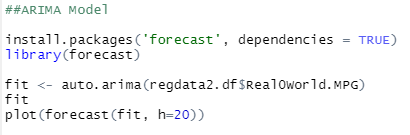 ##ARIMA Model
install.packages('forecast', dependencies = TRUE)
library(forecast)
fit <- auto.arima(regdata2.df$RealOWorld.MPG)
fit
plot(forecast(fit, h=20))